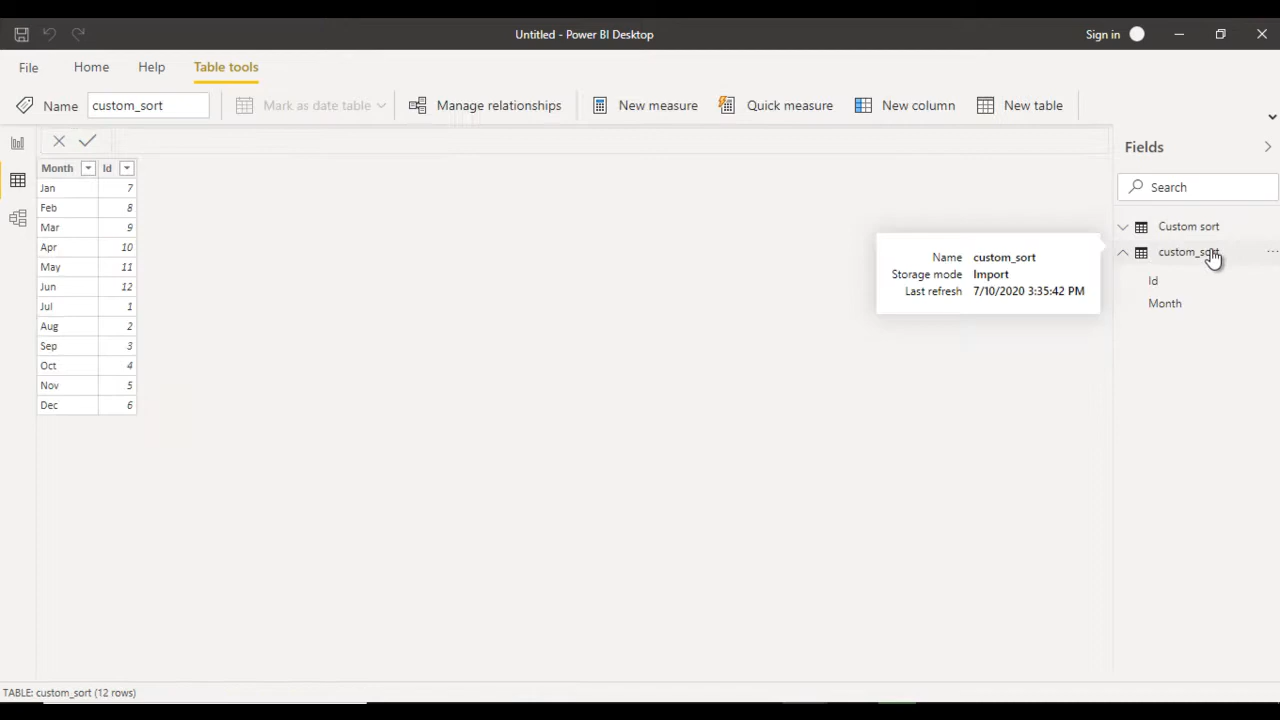 Untitled - Power BI Desktop
Sign in
File Home Help Table tools
Name custom_sort Mark as date table Manage relationships New measure Quick measure New column New table
Fields
Search
Custom sort
custom_sort
Id
Month
Name custom_sort
Storage mode Import
Last refresh 7/10/2020 3:35:42 PM
Month Id
Jan 7
Feb 8
Mar 9
Apr 10
May 11
Jun 12
Jul 1
Aug 2
Sep 3
Oct 4
Nov 5
Dec 6
TABLE: custom_sort (12 rows)